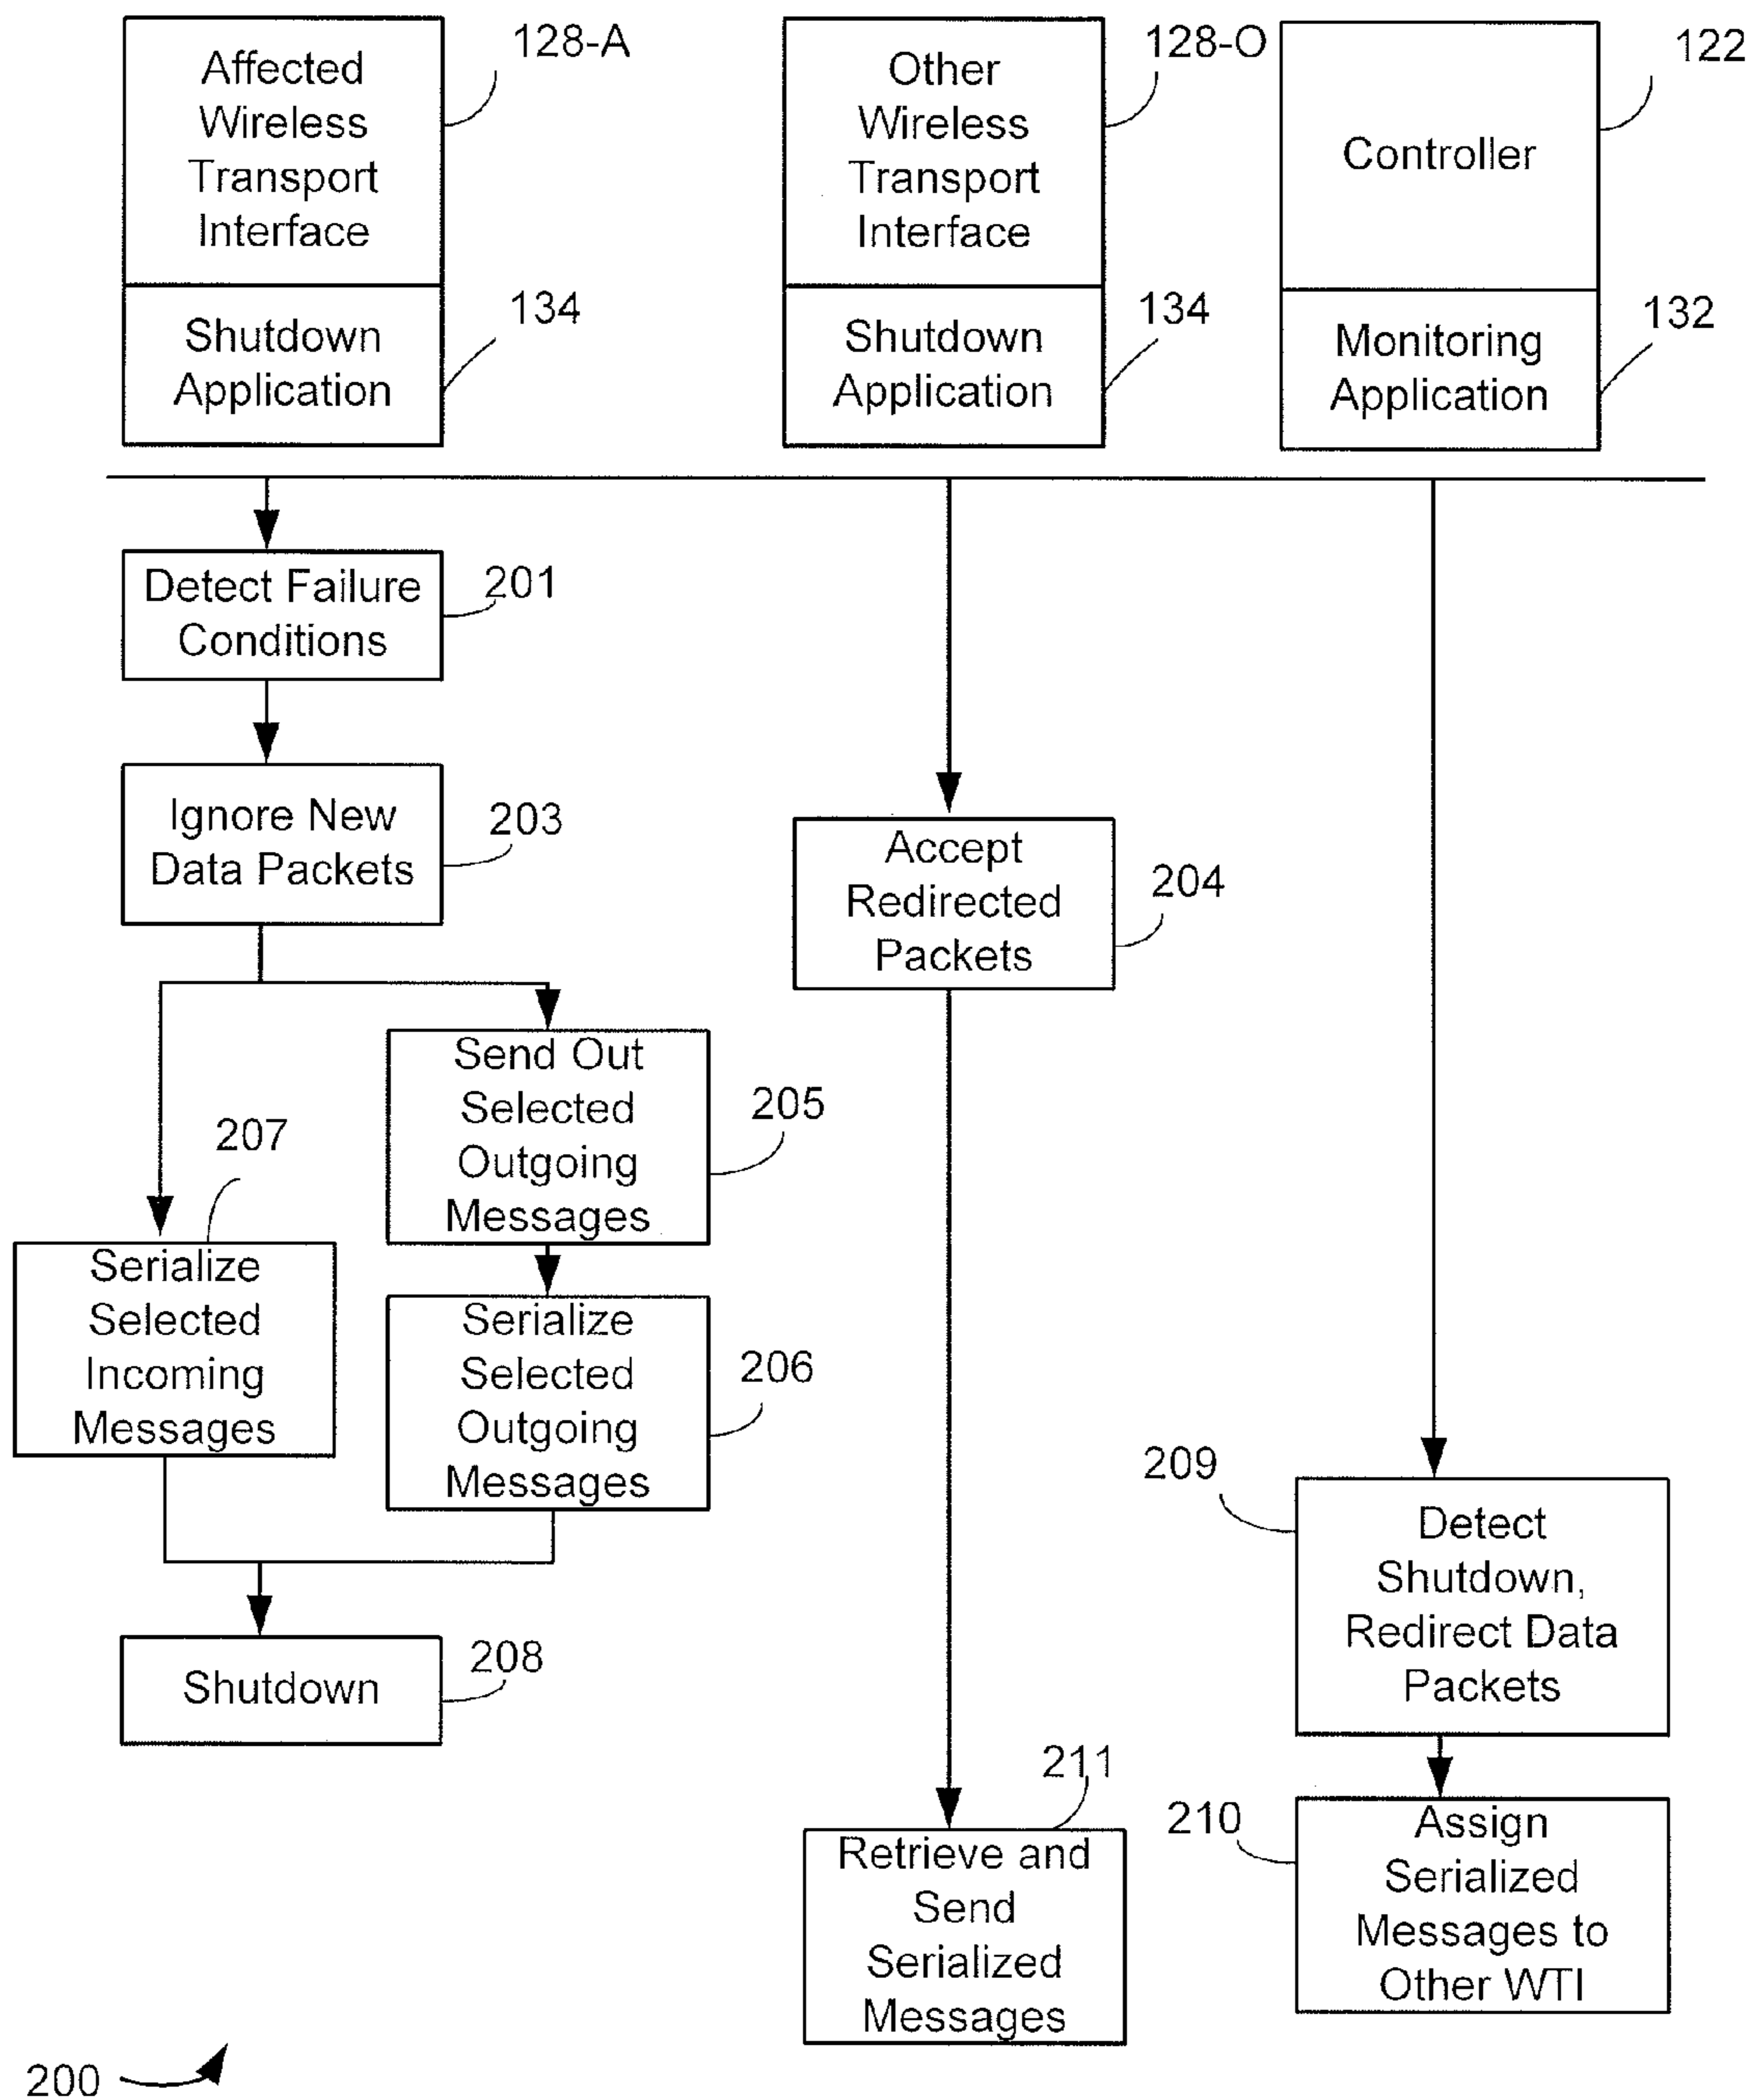 Affected
Wireless
Transport
Interface
128-A
Shutdown
Application
134
Other
Wireless
Transport
Interface
128-O
Shutdown
Application
134
Controller
122
Monitoring
Application
132
Detect Failure
Conditions
201
Ignore New
Data Packets
203
Accept
Redirected
Packets
204
Send Out
Selected
Outgoing
Messages
205
207
Serialize
Selected
Incoming
Messages
Serialize
Selected
Outgoing
Messages
206
Shutdown
208
209
Detect
Shutdown,
Redirect Data
Packets
211
Retrieve and
Send
Serialized
Messages
210
Assign
Serialized
Messages to
Other WTI
200